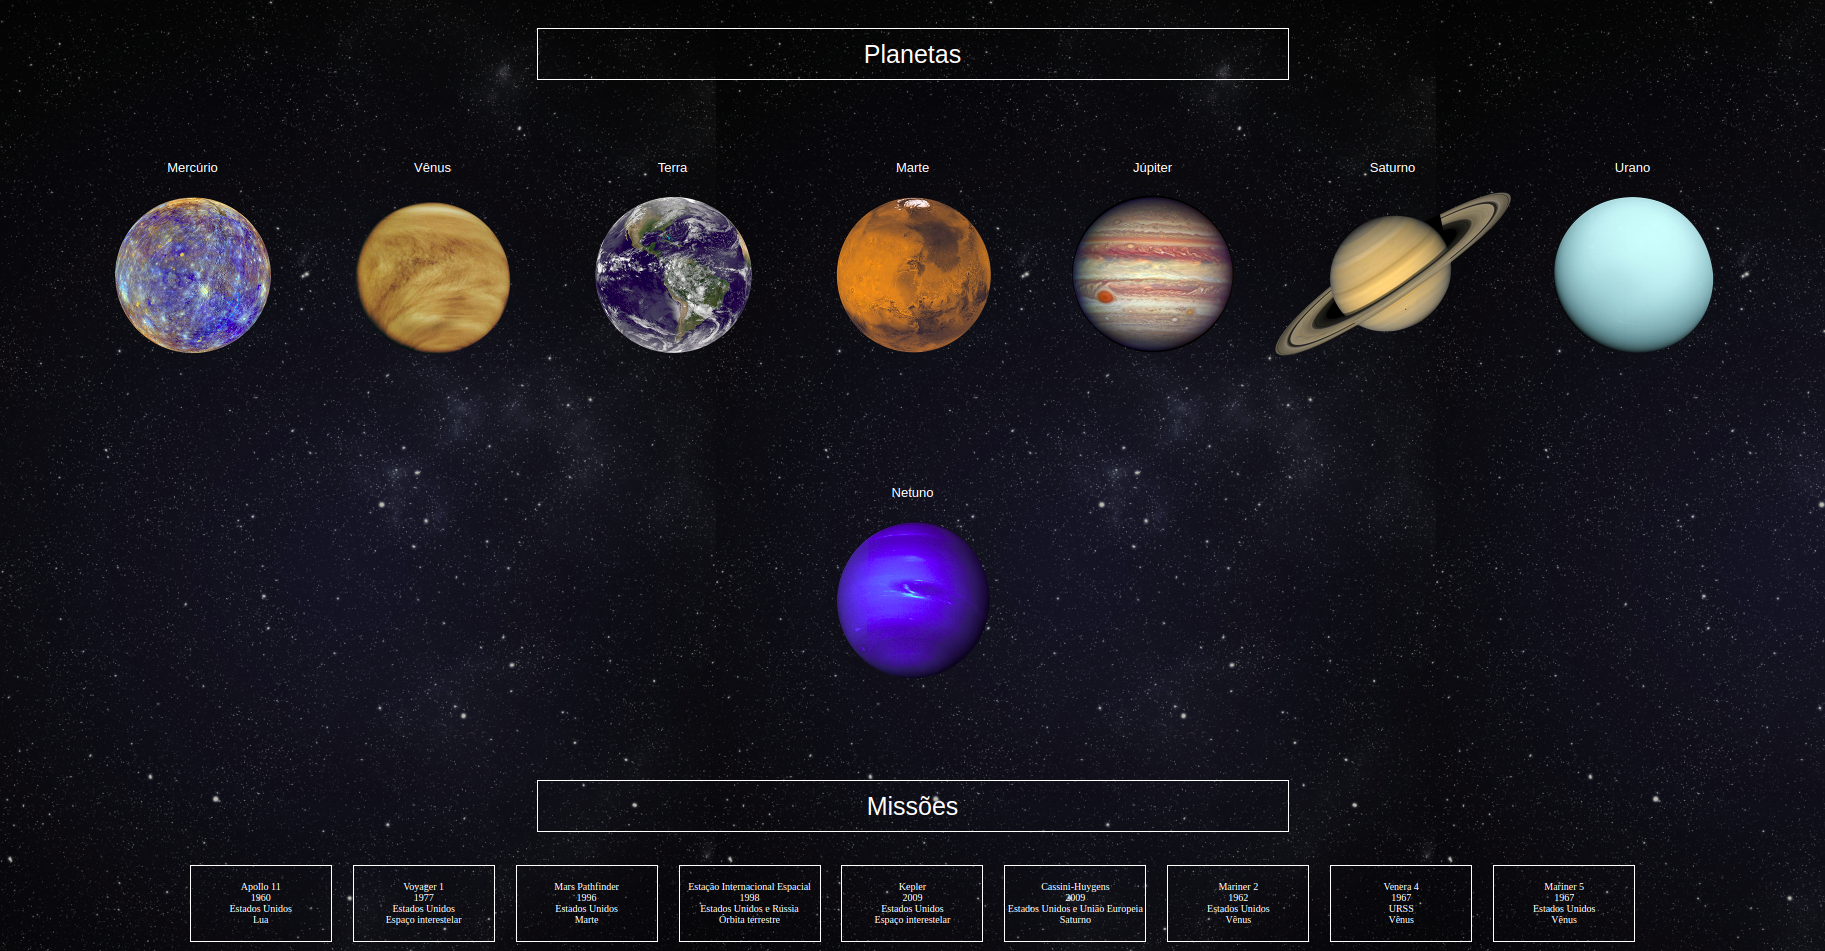 Planetas
Mercúrio
Vênus
Terra
Marte
Júpiter
Saturno
Urano
Netuno
Missões
Apollo 11
1960
Estados Unidos
Lua
Voyager 1
1977
Estados Unidos
Espaço interestelar
Mars Pathfinder
1996
Estados Unidos
Marte
Estação Internacional Espacial
1998
Estados Unidos e Rússia
Órbita terrestre
Kepler
2009
Estados Unidos
Espaço interestelar
Cassini-Huygens
2009
Estados Unidos e União Europeia
Saturno
Mariner 2
1962
Estados Unidos
Vênus
Venera 4
1967
URSS
Vênus
Mariner 5
1967
Estados Unidos
Vênus